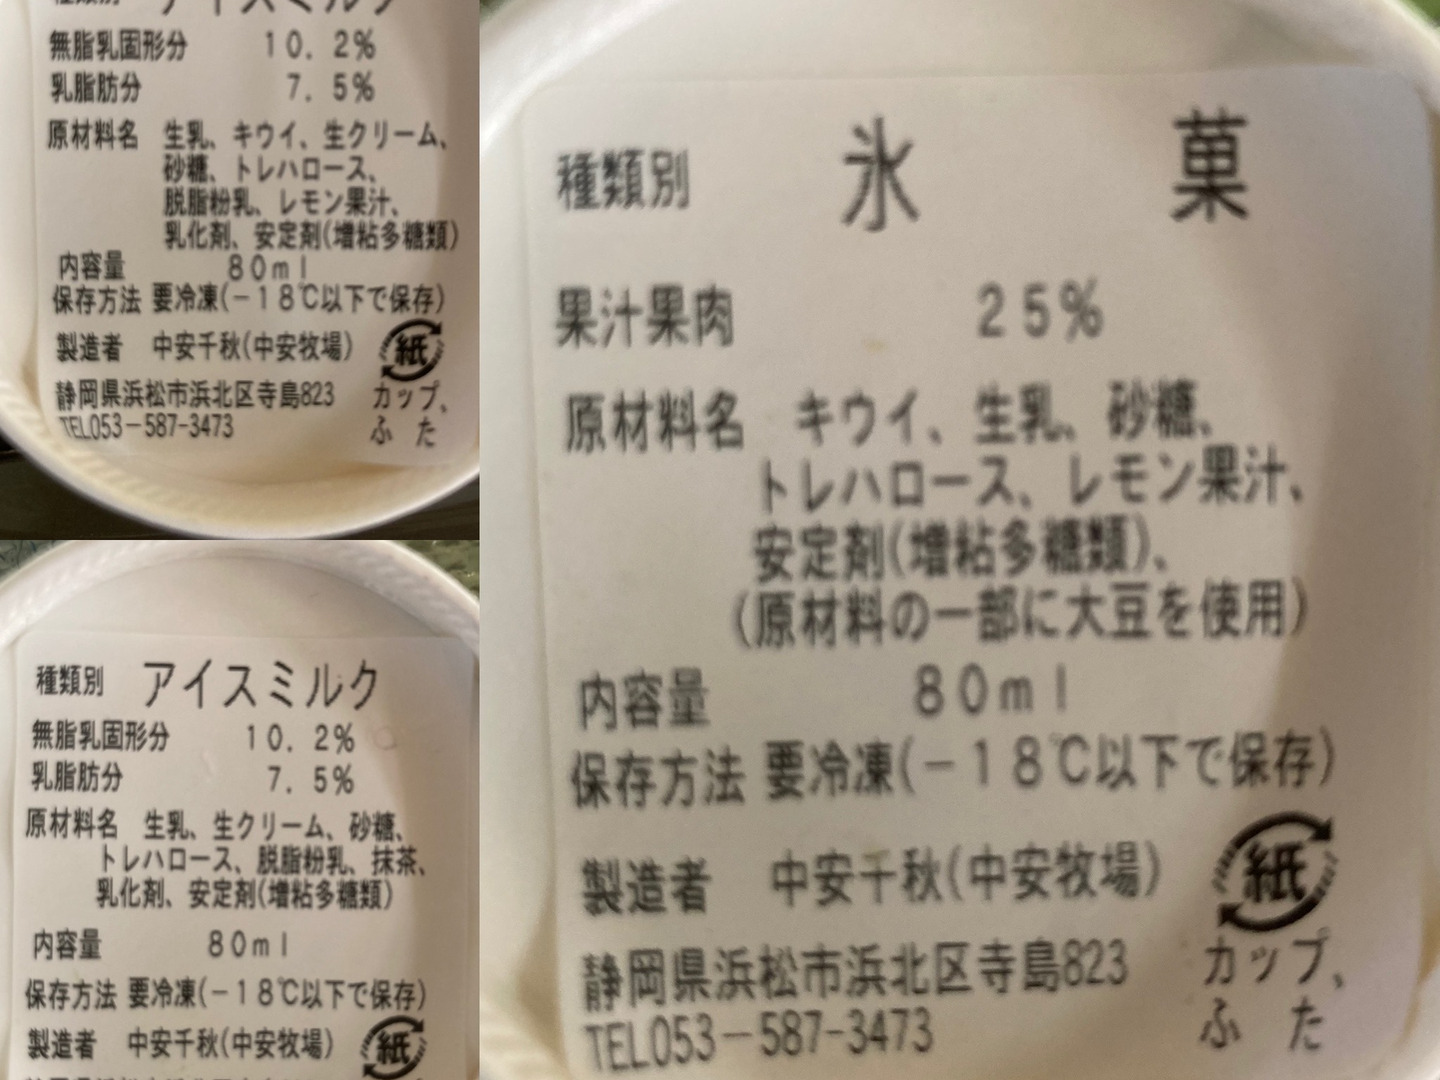 種類別 アイスミルク
無脂乳固形分 10.2%
乳脂肪分 7.5%
原材料名 生乳、キウイ、生クリーム、
砂糖、トレハロース、
脱脂粉乳、レモン果汁、
乳化剤、安定剤(増粘多糖類)
内容量 80ml
保存方法 要冷凍(-18℃以下で保存)
製造者 中安千秋(中安牧場)
紙
静岡県浜松市浜北区寺島823
TEL053-587-3473
カップ、
ふた
種類別 アイスミルク
無脂乳固形分 10.2%
乳脂肪分 7.5%
原材料名 生乳、生クリーム、砂糖、
トレハロース、脱脂粉乳、抹茶、
乳化剤、安定剤(増粘多糖類)
内容量 80ml
保存方法 要冷凍(-18℃以下で保存)
製造者 中安千秋(中安牧場)
紙
種類別 氷菓
果汁果肉 25%
原材料名 キウイ、生乳、砂糖、
トレハロース、レモン果汁、
安定剤(増粘多糖類)、
(原材料の一部に大豆を使用)
内容量 80ml
保存方法 要冷凍(-18℃以下で保存)
製造者 中安千秋(中安牧場)
紙
静岡県浜松市浜北区寺島823
TEL053-587-3473
カップ、
ふた